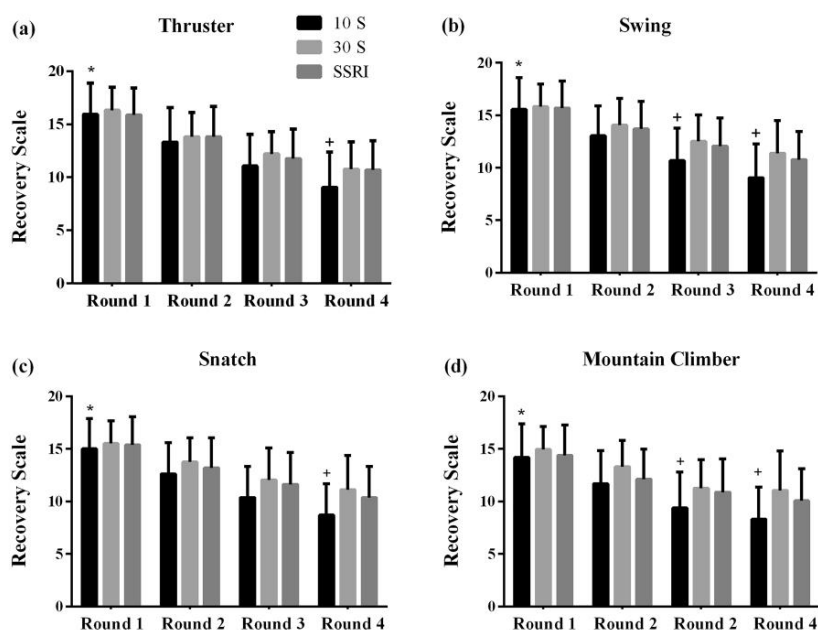 (a)
Thruster
10 S
30 S
SSRI
Recovery Scale
20
15
10
5
0
*
+
Round 1 Round 2 Round 3 Round 4
(b)
Swing
Recovery Scale
20
15
10
5
0
*
+
+
Round 1 Round 2 Round 3 Round 4
(c)
Snatch
Recovery Scale
20
15
10
5
0
*
+
Round 1 Round 2 Round 3 Round 4
(d)
Mountain Climber
Recovery Scale
20
15
10
5
0
*
+
+
Round 1 Round 2 Round 2 Round 4